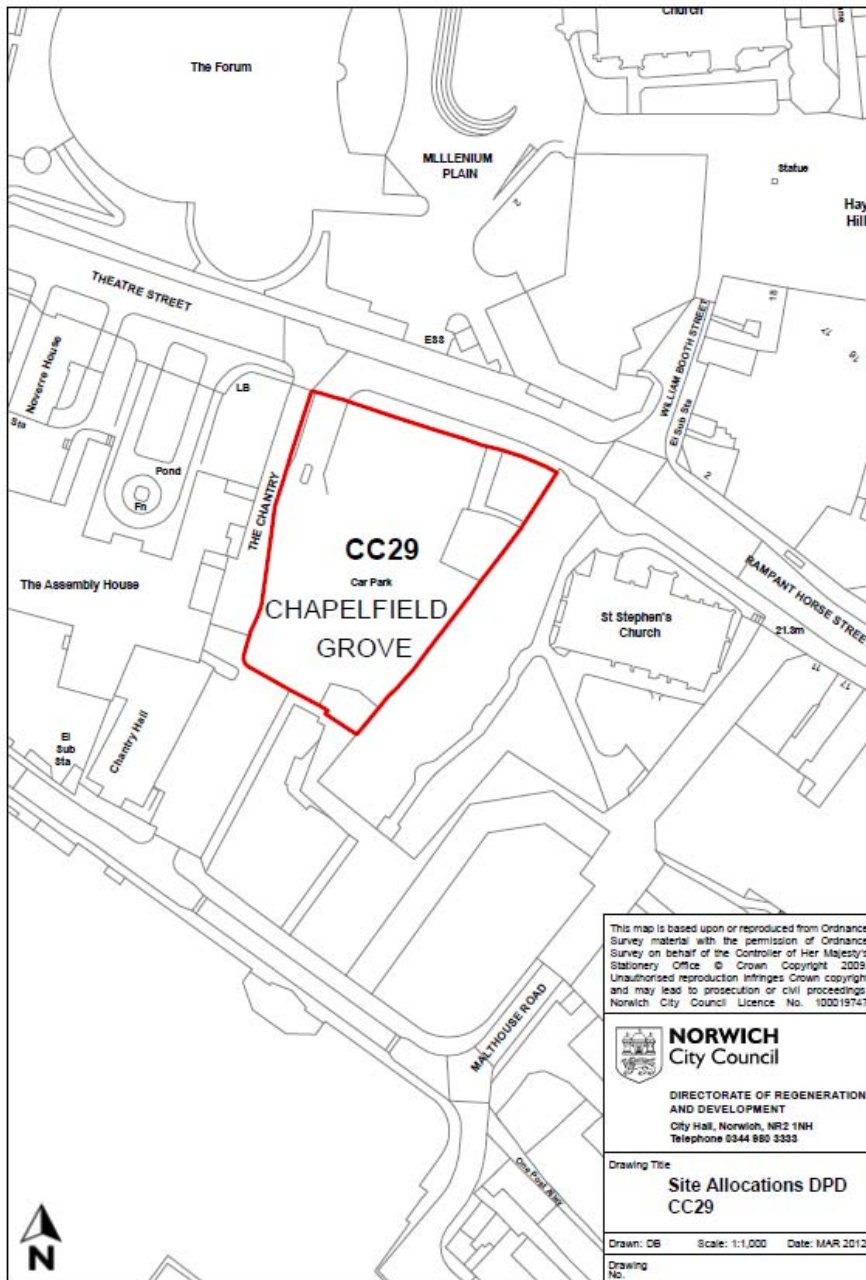 Church
The Forum
MLLLENIUM
PLAIN
Statue
Hay
Hill
THEATRE STREET
Noverre House
ESS
LB
WILLIAM BOOTH STREET
El Sub Sta
18
17
2
2
Sta
Pond
Fn
THE CHANTRY
CC29
Car Park
CHAPELFIELD
GROVE
The Assembly House
St Stephen's
Church
RAMPANT HORSE STREE
21.3m
11
17
El
Sub
Sta
Chantry Hall
MALTHOUSE ROAD
One Post Alley
N
This map is based upon or reproduced from Ordnance
Survey material with the permission of Ordnance
Survey on behalf of the Controller of Her Majesty's
Stationery Office © Crown Copyright 2009.
Unauthorised reproduction infringes Crown copyright
and may lead to prosecution or civil proceedings.
Norwich City Council Licence No. 100019747
NORWICH
City Council
DIRECTORATE OF REGENERATION
AND DEVELOPMENT
City Hall, Norwich, NR2 1NH
Telephone 0344 980 3333
Drawing Title
Site Allocations DPD
CC29
Drawn: DB Scale: 1:1,000 Date: MAR 2012
Drawing
No.